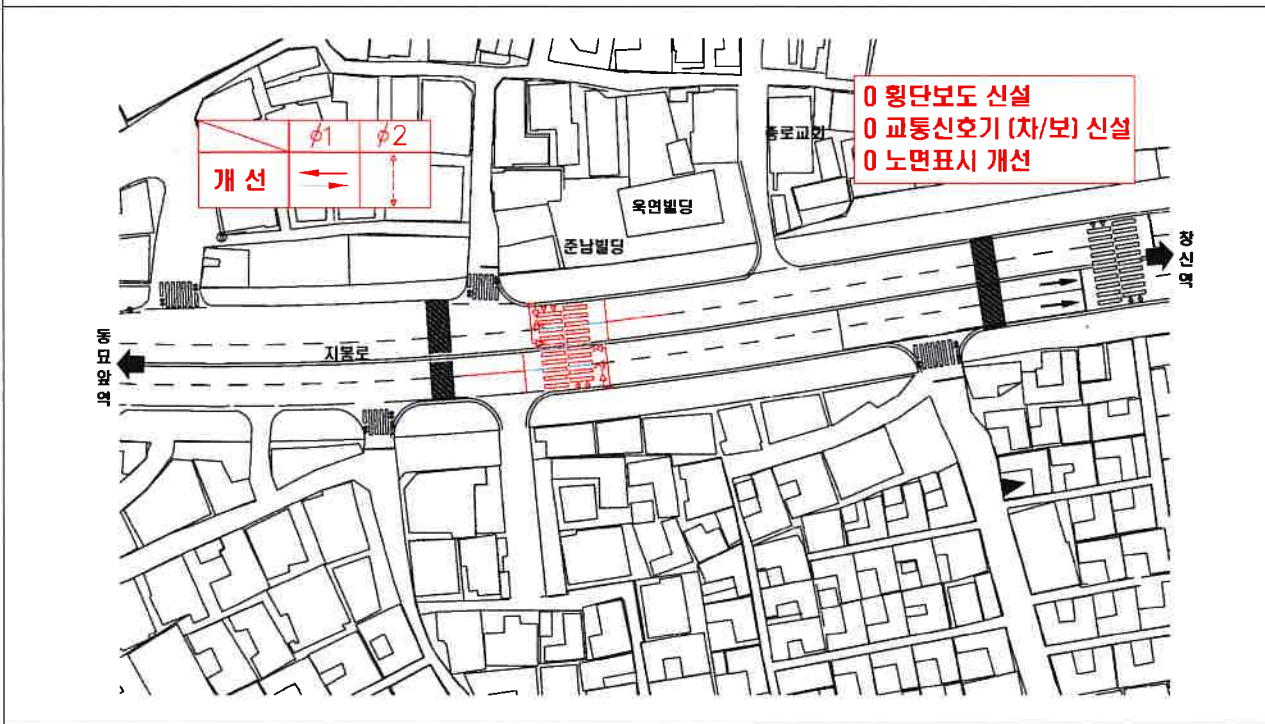 0 횡단보도 신설
0 교통신호기 (차/보) 신설
0 노면표시 개선
ϕ1 ϕ2
개 선
종로교회
욱연빌딩
준남빌딩
창신역
지봉로
동묘앞역